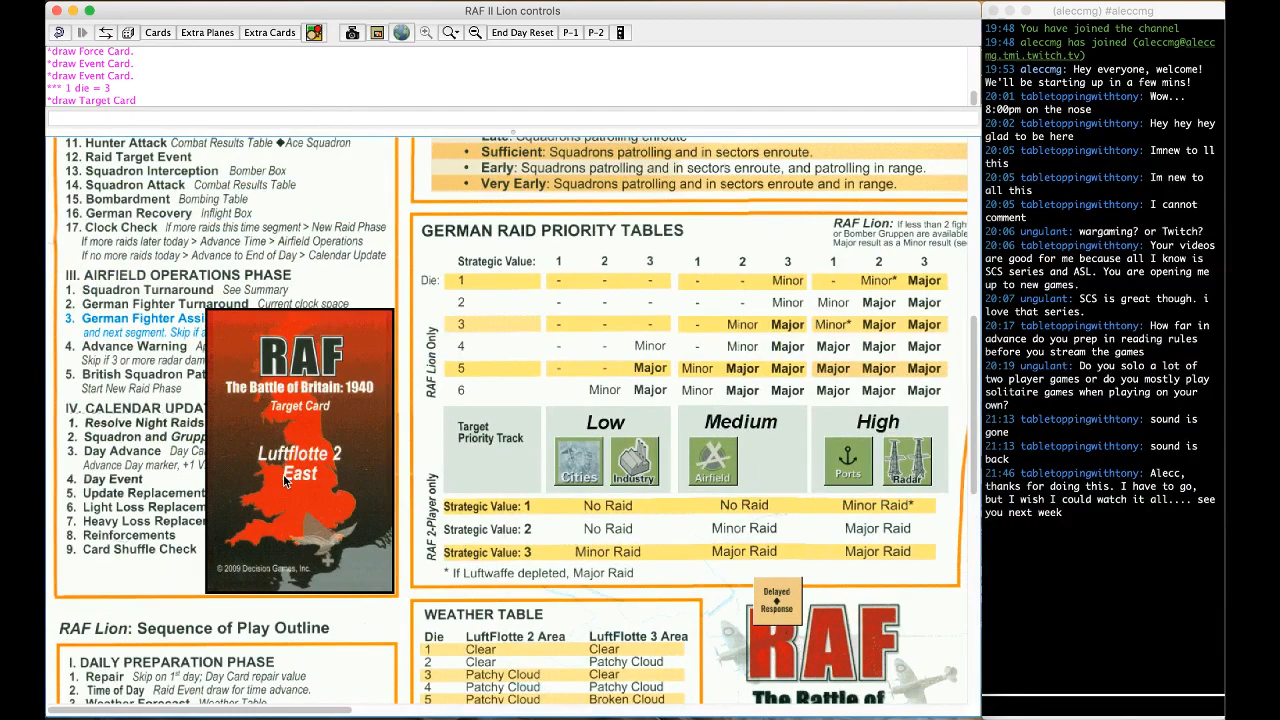 RAF II Lion controls
Cards
Extra Planes
Extra Cards
End Day Reset
P-1
P-2
*draw Force Card.
*draw Event Card.
*draw Event Card.
*** 1 die = 3
*draw Target Card
11. Hunter Attack Combat Results Table ◆Ace Squadron
12. Raid Target Event
13. Squadron Interception Bomber Box
14. Squadron Attack Combat Results Table
15. Bombardment Bombing Table
16. German Recovery Inflight Box
17. Clock Check If more raids this time segment > New Raid Phase
If more raids later today > Advance Time > Airfield Operations
If no more raids > Advance to End of Day > Calendar Update
III. AIRFIELD OPERATIONS PHASE
1. Squadron Turnaround See Summary
2. German Fighter Turnaround Current clock space
3. German Fighter Assi
and next segment. Skip if a
4. Advance Warning
Skip if 3 or more radar dam
5. British Squadron Pat
Start New Raid Phase
IV. CALENDAR UPDAT
1. Resolve Night Raids
2. Squadron and Grupp
3. Day Advance Day Ca
Advance Day marker, +1 V
4. Day Event
5. Update Replacement
6. Light Loss Replacem
7. Heavy Loss Replacer
8. Reinforcements
9. Card Shuffle Check
RAF
The Battle of Britain: 1940
Target Card
Luftflotte 2
East
© 2009 Decision Games, Inc.
RAF Lion: Sequence of Play Outline
I. DAILY PREPARATION PHASE
1. Repair Skip on 1st day; Day Card repair value
2. Time of Day Raid Event draw for time advance.
3. Weather Forecast Weather Table
Late: Squadrons patrolling and in sectors enroute.
• Sufficient: Squadrons patrolling and in sectors enroute.
• Early: Squadrons patrolling and in sectors enroute, and patrolling in range.
• Very Early: Squadrons patrolling and in sectors enroute and in range.
GERMAN RAID PRIORITY TABLES
RAF Lion: If less than 2 figh
or Bomber Gruppen are available
Major result as a Minor result (se
Strategic Value: 1 2 3 1 2 3 1 2 3
Die: 1 - - - - - Minor - Minor* Major
2 - - - - - Minor Minor Major Major
3 - - - - Minor Major Minor* Major Major
4 - - Minor - Minor Major Major Major Major
5 - - Major Minor Major Major Major Major Major
6 Minor Major Minor Major Major Major Major Major
RAF Lion Only
Target
Priority Track
Low
Medium
High
Cities
Industry
Airfield
Ports
Radar
RAF 2-Player only
Strategic Value: 1 No Raid No Raid Minor Raid*
Strategic Value: 2 No Raid Minor Raid Major Raid
Strategic Value: 3 Minor Raid Major Raid Major Raid
* If Luftwaffe depleted, Major Raid
Delayed
◆
Response
WEATHER TABLE
Die LuftFlotte 2 Area LuftFlotte 3 Area
1 Clear Clear
2 Clear Patchy Cloud
3 Patchy Cloud Clear
4 Patchy Cloud Patchy Cloud
5 Patchy Cloud Broken Cloud
RAF
The Battle of
(aleccmg) #aleccmg
19:48 You have joined the channel
19:48 aleccmg has joined (aleccmg@alecc
mg.tmi.twitch.tv)
19:53 aleccmg: Hey everyone, welcome!
We'll be starting up in a few mins!
20:01 tabletoppingwithtony: Wow...
8:00pm on the nose
20:02 tabletoppingwithtony: Hey hey hey
glad to be here
20:05 tabletoppingwithtony: Imnew to ll
this
20:05 tabletoppingwithtony: Im new to
all this
20:05 tabletoppingwithtony: I cannot
comment
20:06 ungulant: wargaming? or Twitch?
20:06 tabletoppingwithtony: Your videos
are good for me because all I know is
SCS series and ASL. You are opening me
up to new games.
20:07 ungulant: SCS is great though. i
love that series.
20:17 tabletoppingwithtony: How far in
advance do you prep in reading rules
before you stream the games
20:19 ungulant: Do you solo a lot of
two player games or do you mostly play
solitaire games when playing on your
own?
21:13 tabletoppingwithtony: sound is
gone
21:13 tabletoppingwithtony: sound is
back
21:46 tabletoppingwithtony: Alecc,
thanks for doing this. I have to go,
but I wish I could watch it all.... see
you next week